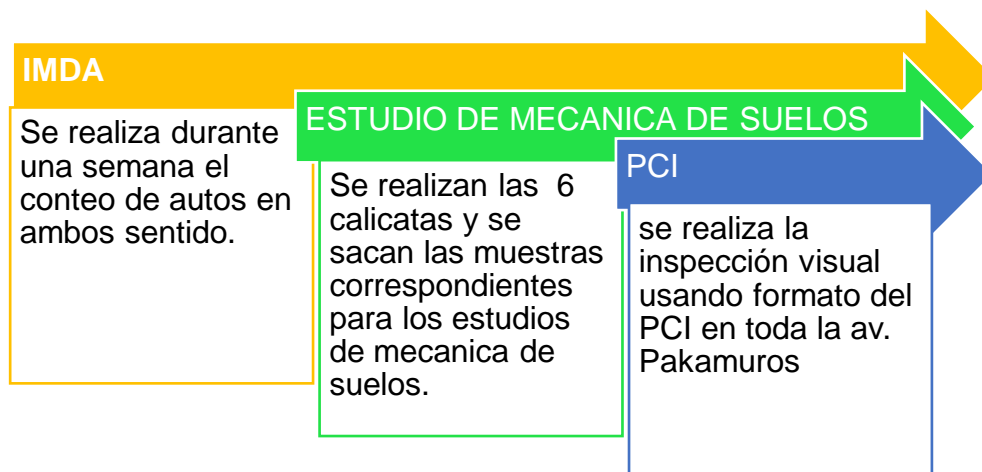 IMDA
Se realiza durante
una semana el
conteo de autos en
ambos sentido.
ESTUDIO DE MECANICA DE SUELOS
Se realizan las 6
calicatas y se
sacan las muestras
correspondientes
para los estudios
de mecanica de
suelos.
PCI
se realiza la
inspección visual
usando formato del
PCI en toda la av.
Pakamuros